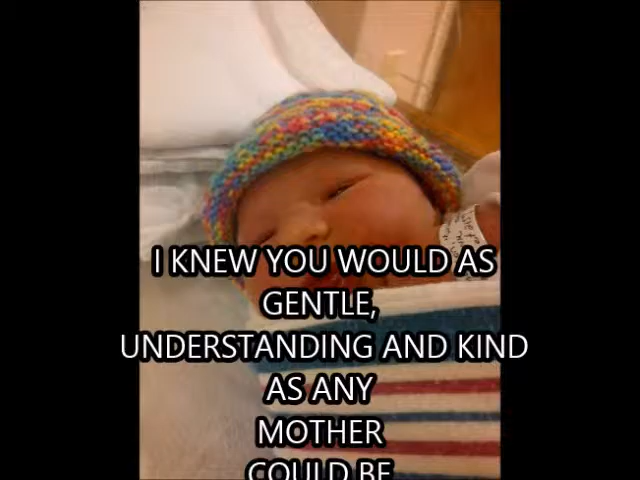 I KNEW YOU WOULD AS
GENTLE,
UNDERSTANDING AND KIND
AS ANY
MOTHER
COULD BE